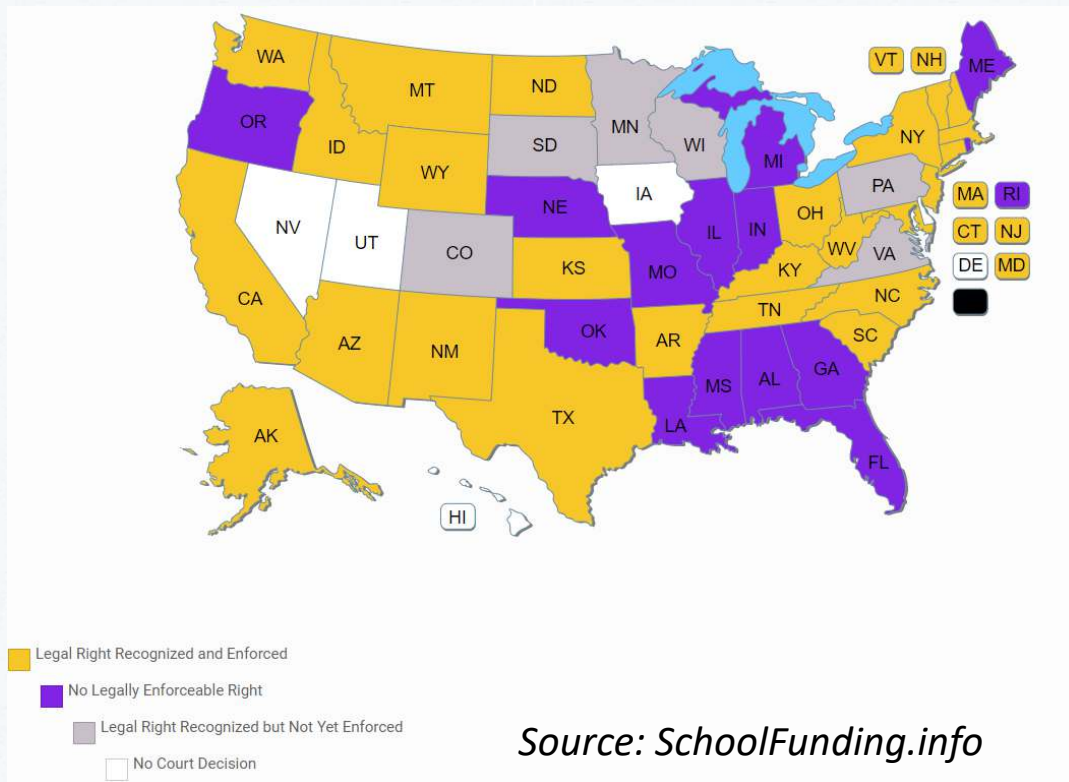 WA
MT
ND
MN
VT NH
ME
OR
ID
SD
WI
MI
NY
WY
IA
PA
MA RI
NV
UT
NE
IL
IN
OH
CT NJ
CO
WV
VA
CA
KS
MO
KY
DE MD
AZ
NM
OK
AR
TN
NC
SC
TX
MS
AL
GA
LA
AK
FL
HI
Legal Right Recognized and Enforced
No Legally Enforceable Right
Legal Right Recognized but Not Yet Enforced
No Court Decision
Source: SchoolFunding.info